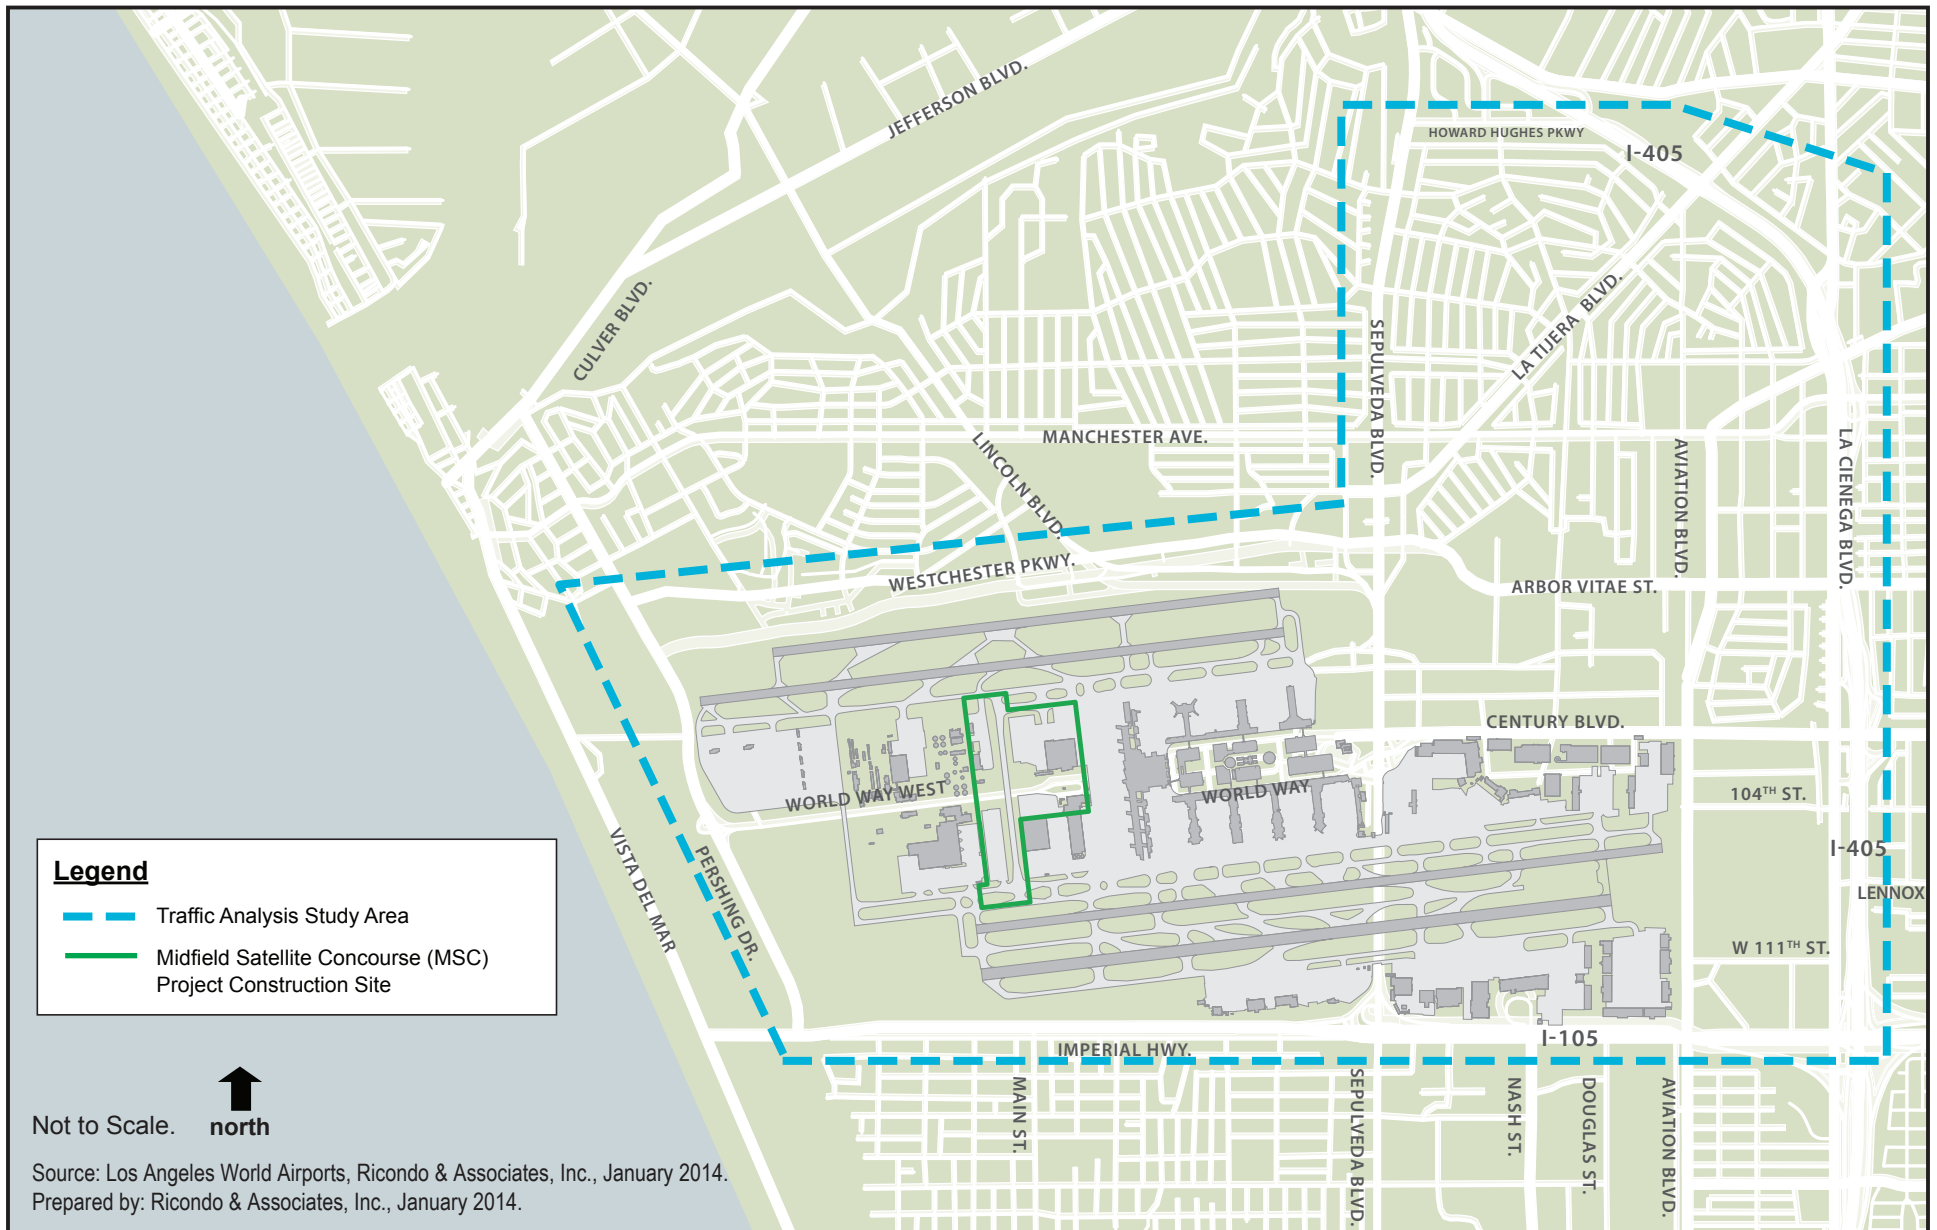 JEFFERSON BLVD.
HOWARD HUGHES PKWY
I-405
CULVER BLVD.
LA TIJERA BLVD.
SEPULVEDA BLVD.
MANCHESTER AVE.
LINCOLN BLVD.
AVIATION BLVD.
LA CIENEGA BLVD.
WESTCHESTER PKWY.
ARBOR VITAE ST.
CENTURY BLVD.
WORLD WAY WEST
WORLD WAY
104TH ST.
I-405
LENNOX
VISTA DEL MAR
PERSHING DR.
W 111TH ST.
I-105
IMPERIAL HWY.
MAIN ST.
SEPULVEDA BLVD.
NASH ST.
DOUGLAS ST.
AVIATION BLVD.
Legend
Traffic Analysis Study Area
Midfield Satellite Concourse (MSC)
Project Construction Site
Not to Scale.
north
Source: Los Angeles World Airports, Ricondo & Associates, Inc., January 2014.
Prepared by: Ricondo & Associates, Inc., January 2014.